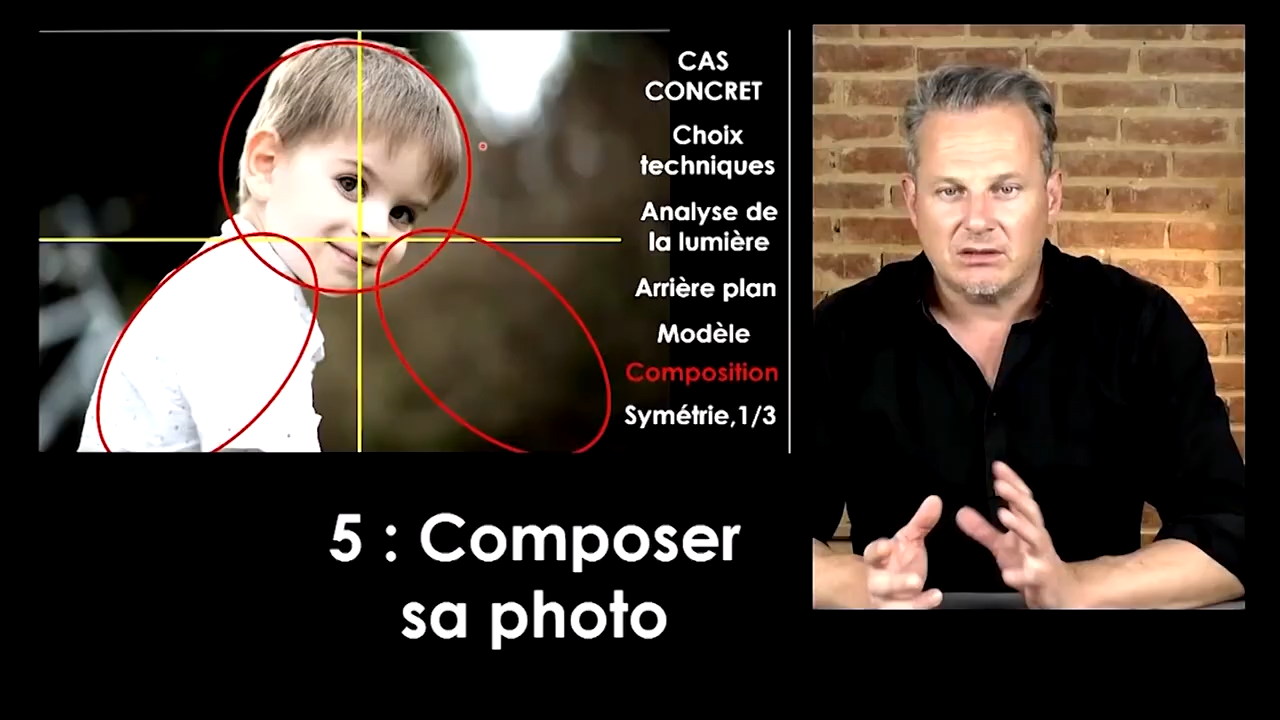 CAS
CONCRET
Choix
techniques
Analyse de
la lumière
Arrière plan
Modèle
Composition
Symétrie,1/3
5 : Composer
sa photo